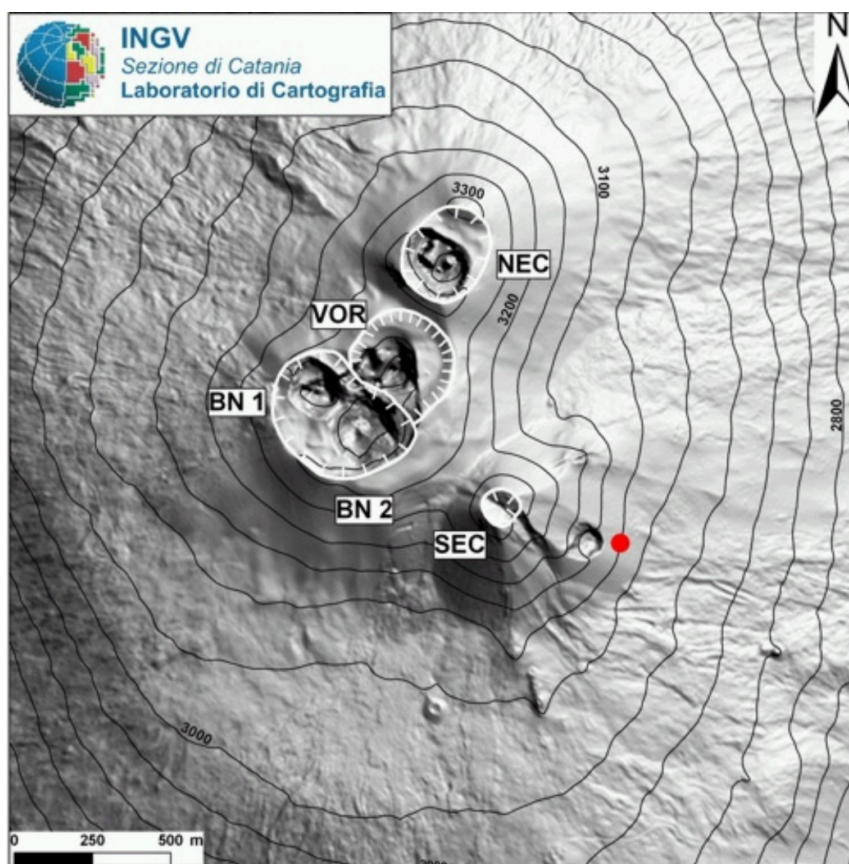 INGV
Sezione di Catania
Laboratorio di Cartografia
N
3300
3100
NEC
VOR
3200
BN 1
2800
BN 2
SEC
3000
0 250 500 m